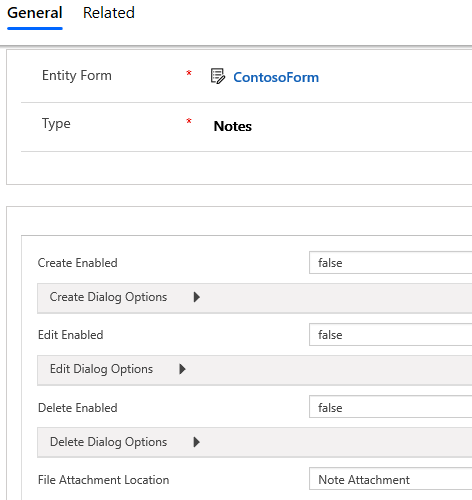 General Related
Entity Form * ContosoForm
Type * Notes
Create Enabled false
Create Dialog Options
Edit Enabled false
Edit Dialog Options
Delete Enabled false
Delete Dialog Options
File Attachment Location Note Attachment